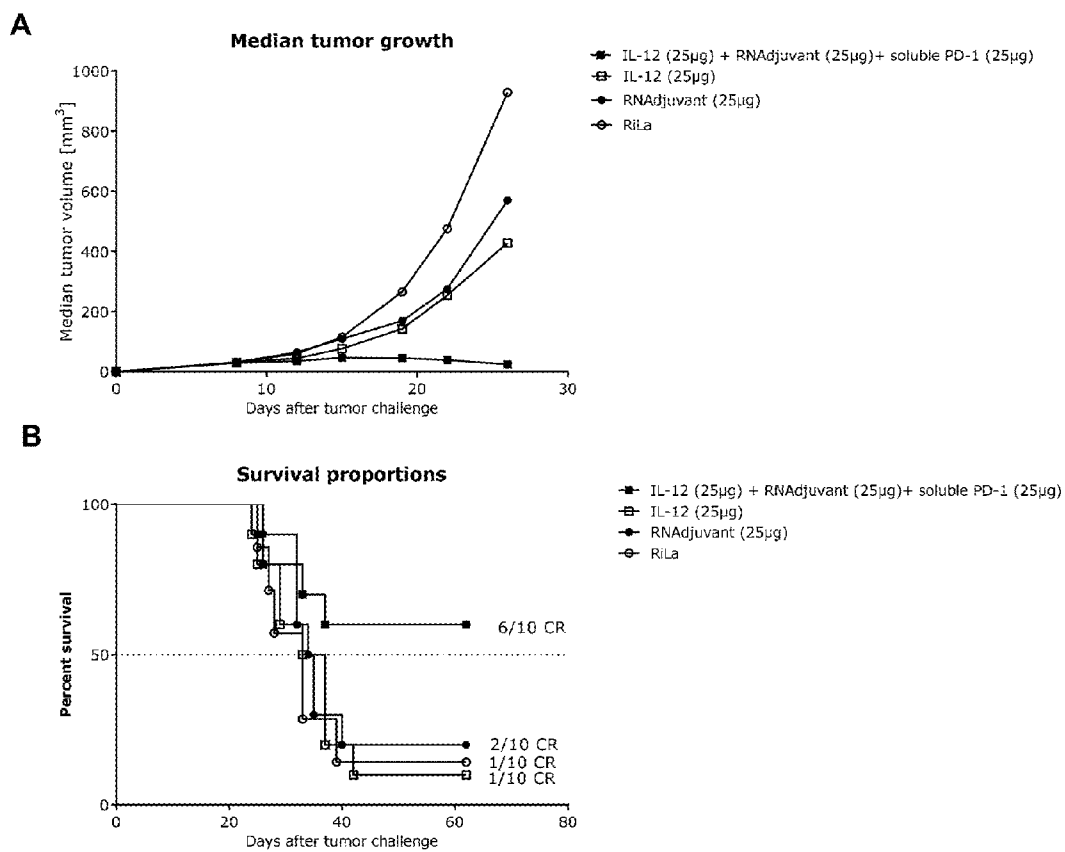 A
Median tumor growth
Median tumor volume [mm³]
1000
800
600
400
200
0
0
10
20
30
Days after tumor challenge
IL-12 (25µg) + RNAdjuvant (25µg)+ soluble PD-1 (25µg)
IL-12 (25µg)
RNAdjuvant (25µg)
RiLa
B
Survival proportions
Percent survival
100
50
0
0
20
40
60
80
Days after tumor challenge
6/10 CR
2/10 CR
1/10 CR
1/10 CR
IL-12 (25µg) + RNAdjuvant (25µg)+ soluble PD-1 (25µg)
IL-12 (25µg)
RNAdjuvant (25µg)
RiLa